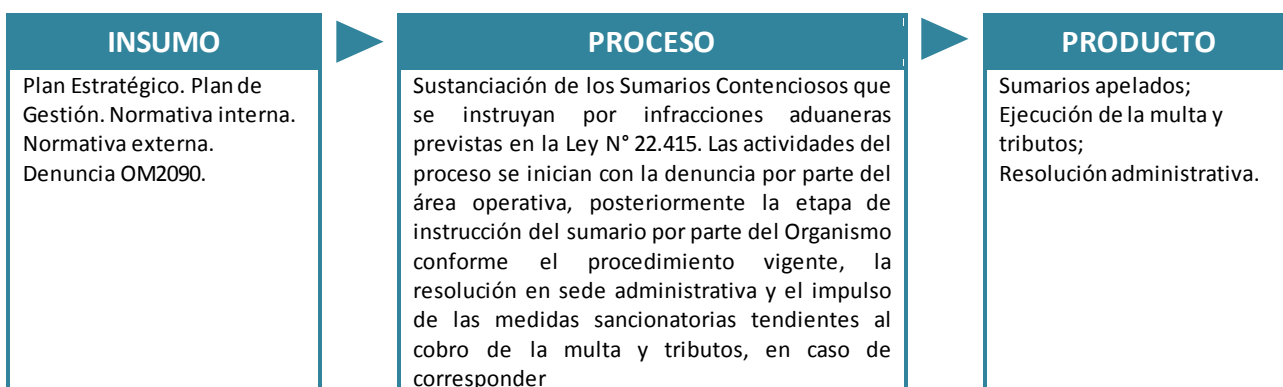 INSUMO
Plan Estratégico. Plan de
Gestión. Normativa interna.
Normativa externa.
Denuncia OM2090.
PROCESO
Sustanciación de los Sumarios Contenciosos que
se instruyan por infracciones aduaneras
previstas en la Ley N° 22.415. Las actividades del
proceso se inician con la denuncia por parte del
área operativa, posteriormente la etapa de
instrucción del sumario por parte del Organismo
conforme el procedimiento vigente, la
resolución en sede administrativa y el impulso
de las medidas sancionatorias tendientes al
cobro de la multa y tributos, en caso de
corresponder
PRODUCTO
Sumarios apelados;
Ejecución de la multa y
tributos;
Resolución administrativa.